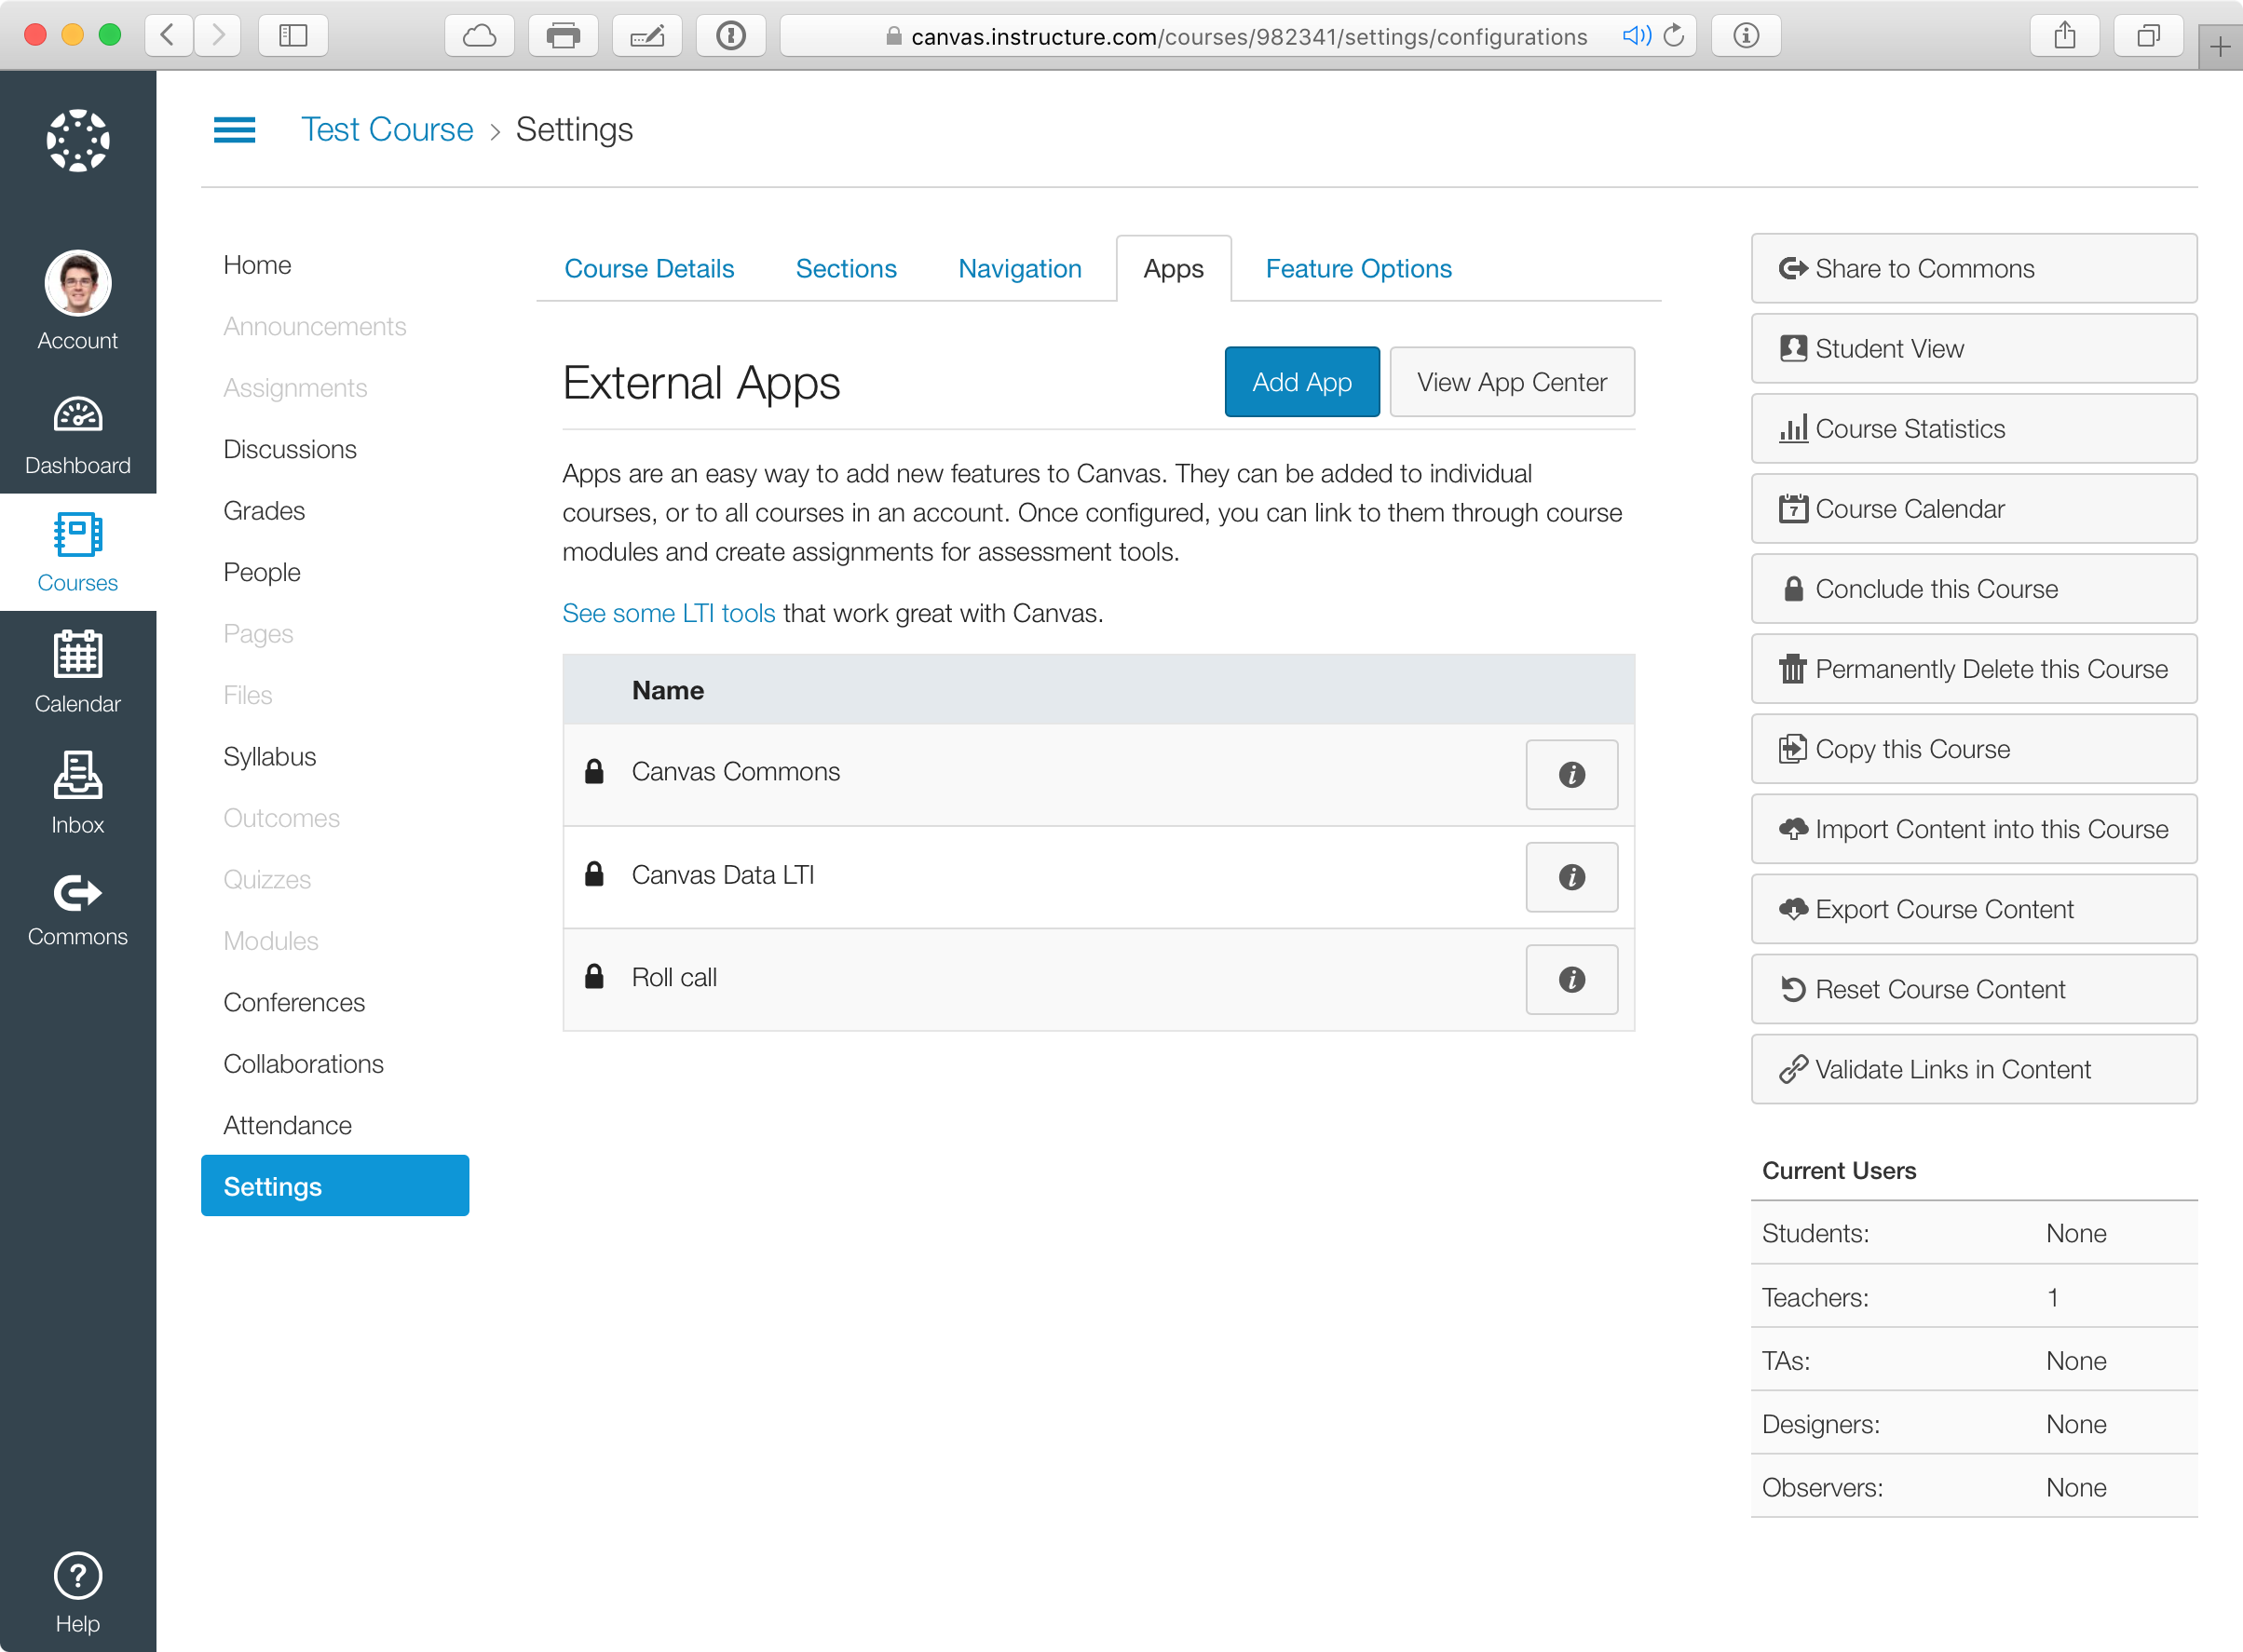 canvas.instructure.com/courses/982341/settings/configurations
Test Course > Settings
Account
Dashboard
Courses
Calendar
Inbox
Commons
Help
Home
Announcements
Assignments
Discussions
Grades
People
Pages
Files
Syllabus
Outcomes
Quizzes
Modules
Conferences
Collaborations
Attendance
Settings
Course Details Sections Navigation Apps Feature Options
External Apps
Add App View App Center
Apps are an easy way to add new features to Canvas. They can be added to individual
courses, or to all courses in an account. Once configured, you can link to them through course
modules and create assignments for assessment tools.
See some LTI tools that work great with Canvas.
Name
Canvas Commons
Canvas Data LTI
Roll call
Share to Commons
Student View
Course Statistics
7 Course Calendar
Conclude this Course
Permanently Delete this Course
Copy this Course
Import Content into this Course
Export Course Content
Reset Course Content
Validate Links in Content
Current Users
Students: None
Teachers: 1
TAs: None
Designers: None
Observers: None